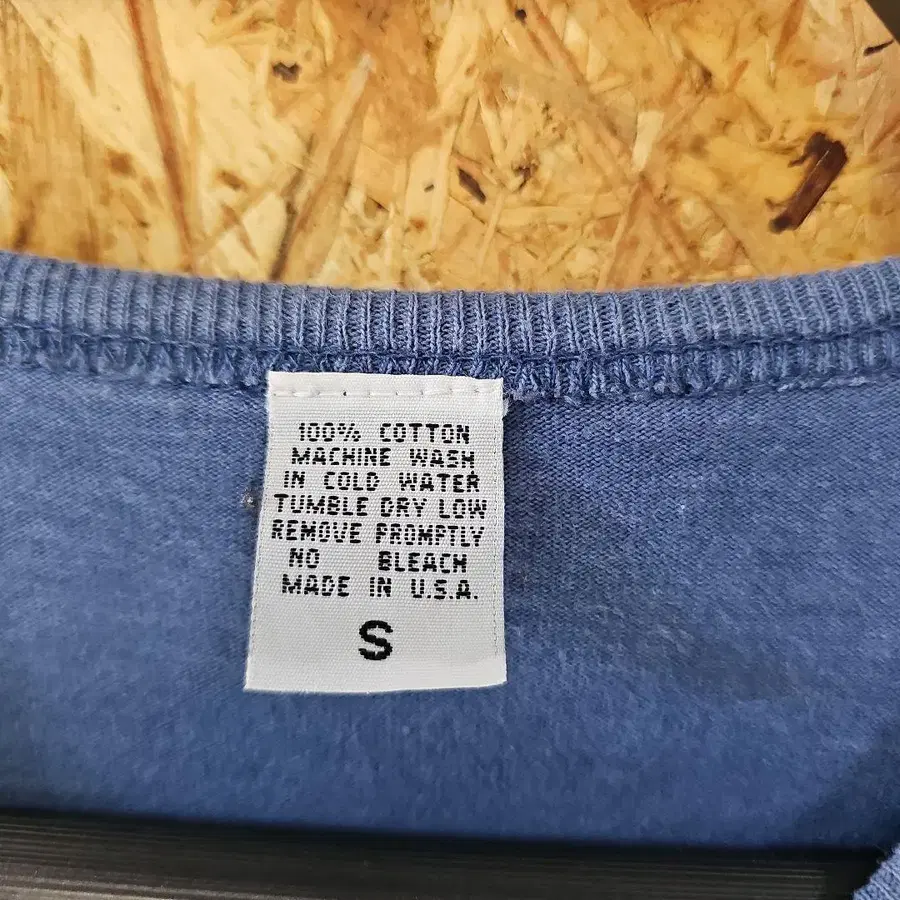 100% COTTON
MACHINE WASH
IN COLD WATER
TUMBLE DRY LOW
REMOVE PROMPTLY
NO BLEACH
MADE IN U.S.A.
S